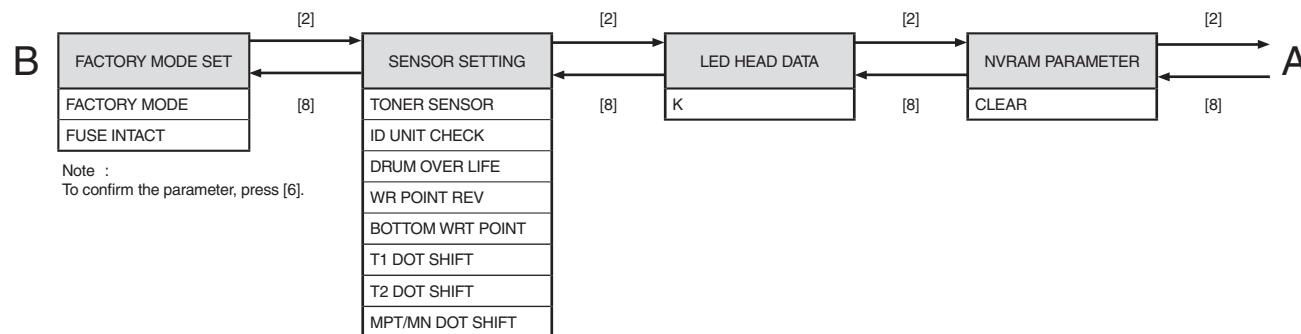 [2] [2] [2] [2]
B FACTORY MODE SET SENSOR SETTING LED HEAD DATA NVRAM PARAMETER A
[8] [8] [8] [8]
FACTORY MODE TONER SENSOR K CLEAR
FUSE INTACT ID UNIT CHECK
Note :
To confirm the parameter, press [6].
DRUM OVER LIFE
WR POINT REV
BOTTOM WRT POINT
T1 DOT SHIFT
T2 DOT SHIFT
MPT/MN DOT SHIFT